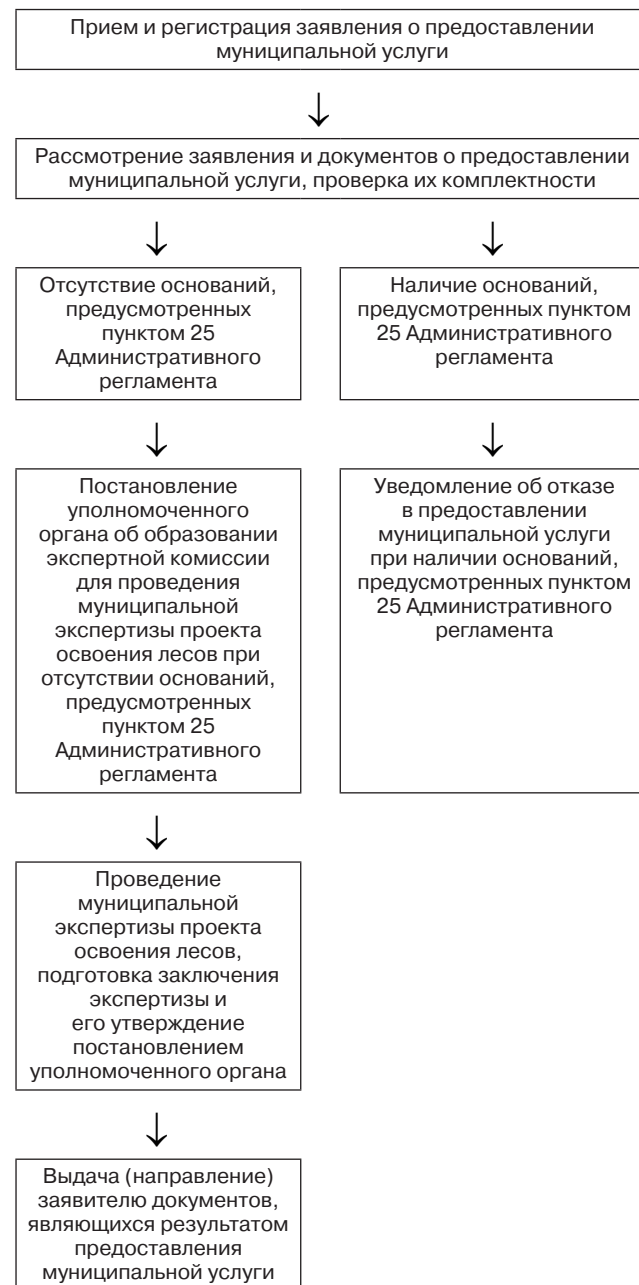 Прием и регистрация заявления о предоставлении
муниципальной услуги
Рассмотрение заявления и документов о предоставлении
муниципальной услуги, проверка их комплектности
Отсутствие оснований,
предусмотренных
пунктом 25
Административного
регламента
Наличие оснований,
предусмотренных пунктом
25 Административного
регламента
Постановление
уполномоченного
органа об образовании
экспертной комиссии
для проведения
муниципальной
экспертизы проекта
освоения лесов при
отсутствии оснований,
предусмотренных
пунктом 25
Административного
регламента
Уведомление об отказе
в предоставлении
муниципальной услуги
при наличии оснований,
предусмотренных пунктом
25 Административного
регламента
Проведение
муниципальной
экспертизы проекта
освоения лесов,
подготовка заключения
экспертизы и
его утверждение
постановлением
уполномоченного органа
Выдача (направление)
заявителю документов,
являющихся результатом
предоставления
муниципальной услуги